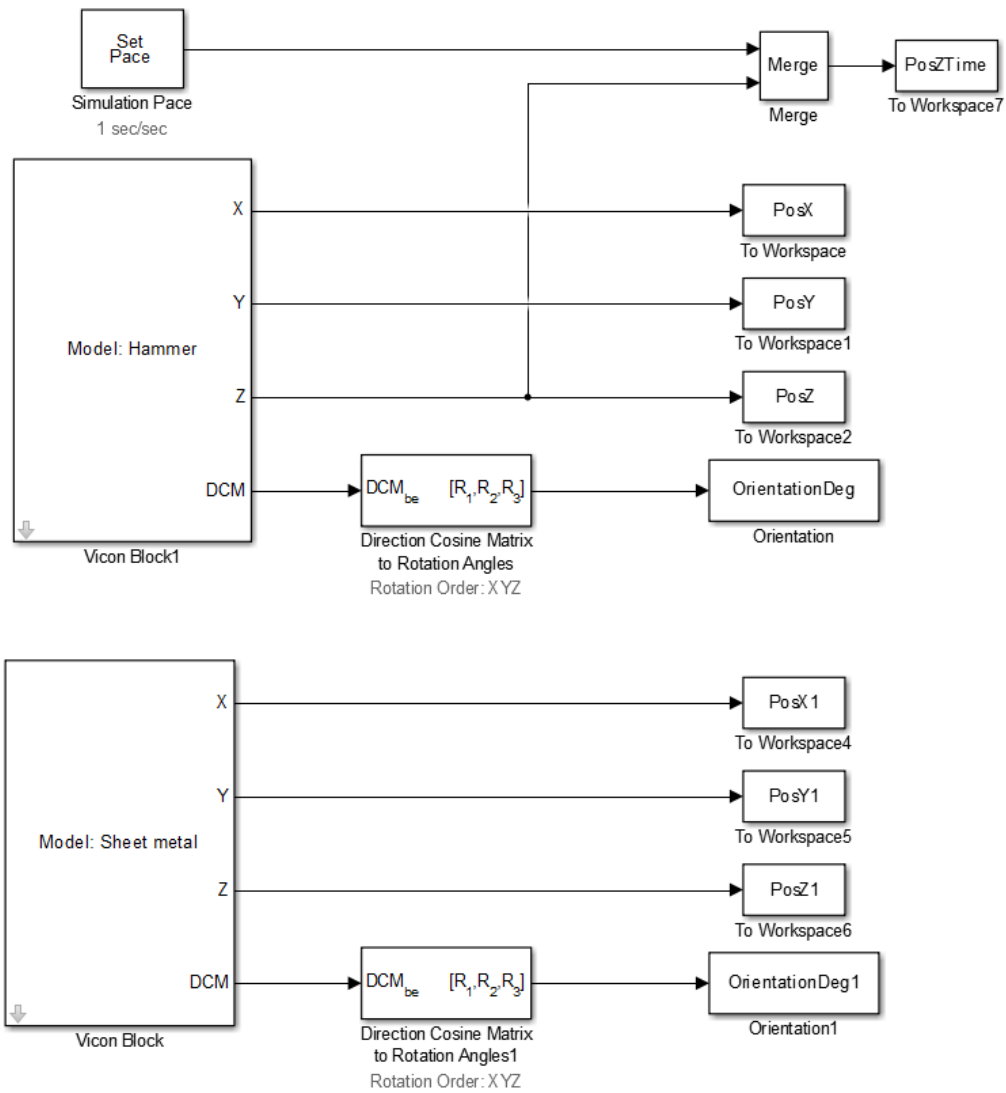 Set
Pace
Simulation Pace
1 sec/sec
Merge
Merge
PosZTime
To Workspace7
X
Y
Model: Hammer
Z
DCM
Vicon Block1
PosX
To Workspace
PosY
To Workspace1
PosZ
To Workspace2
DCMbe [R1,R2,R3]
Direction Cosine Matrix
to Rotation Angles
Rotation Order: XYZ
OrientationDeg
Orientation
X
Y
Model: Sheet metal
Z
DCM
Vicon Block
PosX1
To Workspace4
PosY1
To Workspace5
PosZ1
To Workspace6
DCMbe [R1,R2,R3]
Direction Cosine Matrix
to Rotation Angles1
Rotation Order: XYZ
OrientationDeg1
Orientation1